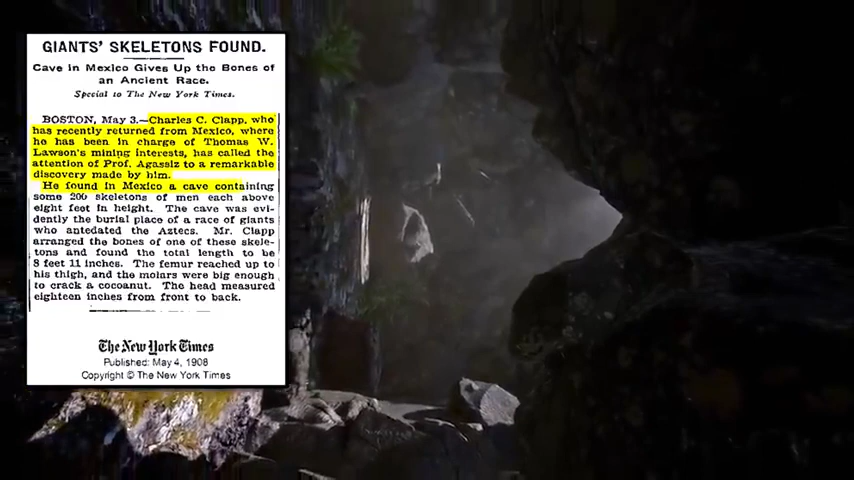 GIANTS' SKELETONS FOUND.
Cave in Mexico Gives Up the Bones of
an Ancient Race.
Special to The New York Times.
BOSTON, May 3.—Charles C. Clapp, who
has recently returned from Mexico, where
he has been in charge of Thomas W.
Lawson's mining interests, has called the
attention of Prof. Agassiz to a remarkable
discovery made by him.
He found in Mexico a cave containing
some 200 skeletons of men each above
eight feet in height. The cave was evi-
dently the burial place of a race of giants
who antedated the Aztecs. Mr. Clapp
arranged the bones of one of these skele-
tons and found the total length to be
8 feet 11 inches. The femur reached up to
his thigh, and the molars were big enough
to crack a cocoanut. The head measured
eighteen inches from front to back.
The New York Times
Published: May 4, 1908
Copyright © The New York Times